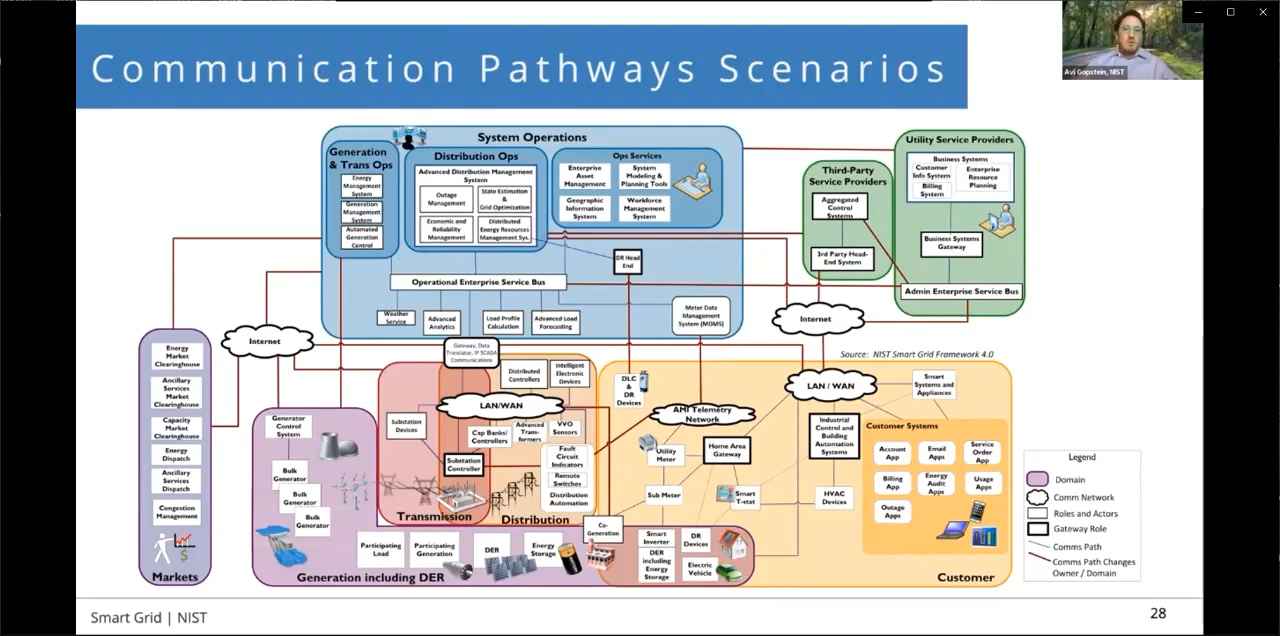 Communication Pathways Scenarios
Avi Gopstein, NIST
System Operations
Generation
& Trans Ops
Energy
Management
System
Generation
Management
System
Automated
Generation
Control
Distribution Ops
Advanced Distribution Management
System
Outage
Management
State Estimation
&
Grid Optimization
Economic and
Reliability
Management
Distributed
Energy Resources
Management Sys.
Ops Services
Enterprise
Asset
Management
System
Modeling &
Planning Tools
Geographic
Information
System
Workforce
Management
System
DR Head
End
Operational Enterprise Service Bus
Weather
Service
Advanced
Analytics
Load Profile
Calculation
Advanced Load
Forecasting
Meter Data
Management
System (MDMS)
Third-Party
Service Providers
Aggregated
Control
Systems
3rd Party Head-
End System
Utility Service Providers
Business Systems
Customer
Info System
Enterprise
Resource
Planning
Billing
System
Business Systems
Gateway
Admin Enterprise Service Bus
Internet
Internet
Source: NIST Smart Grid Framework 4.0
Energy
Market
Clearinghouse
Ancillary
Services
Market
Clearinghouse
Capacity
Market
Clearinghouse
Energy
Dispatch
Ancillary
Services
Dispatch
Congestion
Management
Markets
Generator
Control
System
Bulk
Generator
Bulk
Generator
Bulk
Generator
Participating
Load
Participating
Generation
DER
Energy
Storage
Generation including DER
Gateway, Data
Translator, IP SCADA
Communications
Distributed
Controllers
Intelligent
Electronic
Devices
LAN/WAN
Substation
Devices
Cap Banks/
Controllers
Advanced
Trans-
formers
VVO
Sensors
Substation
Controller
Fault
Circuit
Indicators
Remote
Switches
Distribution
Automation
Transmission
Distribution
Co-
Generation
DLC
&
DR
Devices
AMI Telemetry
Network
Utility
Meter
Home Area
Gateway
Sub Meter
Smart
T-stat
Smart
Inverter
DER
including
Energy
Storage
DR
Devices
Electric
Vehicle
LAN / WAN
Smart
Systems and
Appliances
Industrial
Control and
Building
Automation
Systems
HVAC
Devices
Customer Systems
Account
App
Email
Apps
Service
Order
App
Billing
App
Energy
Audit
Apps
Usage
Apps
Outage
Apps
Customer
Legend
Domain
Comm Network
Roles and Actors
Gateway Role
Comms Path
Comms Path Changes
Owner / Domain
Smart Grid | NIST
28